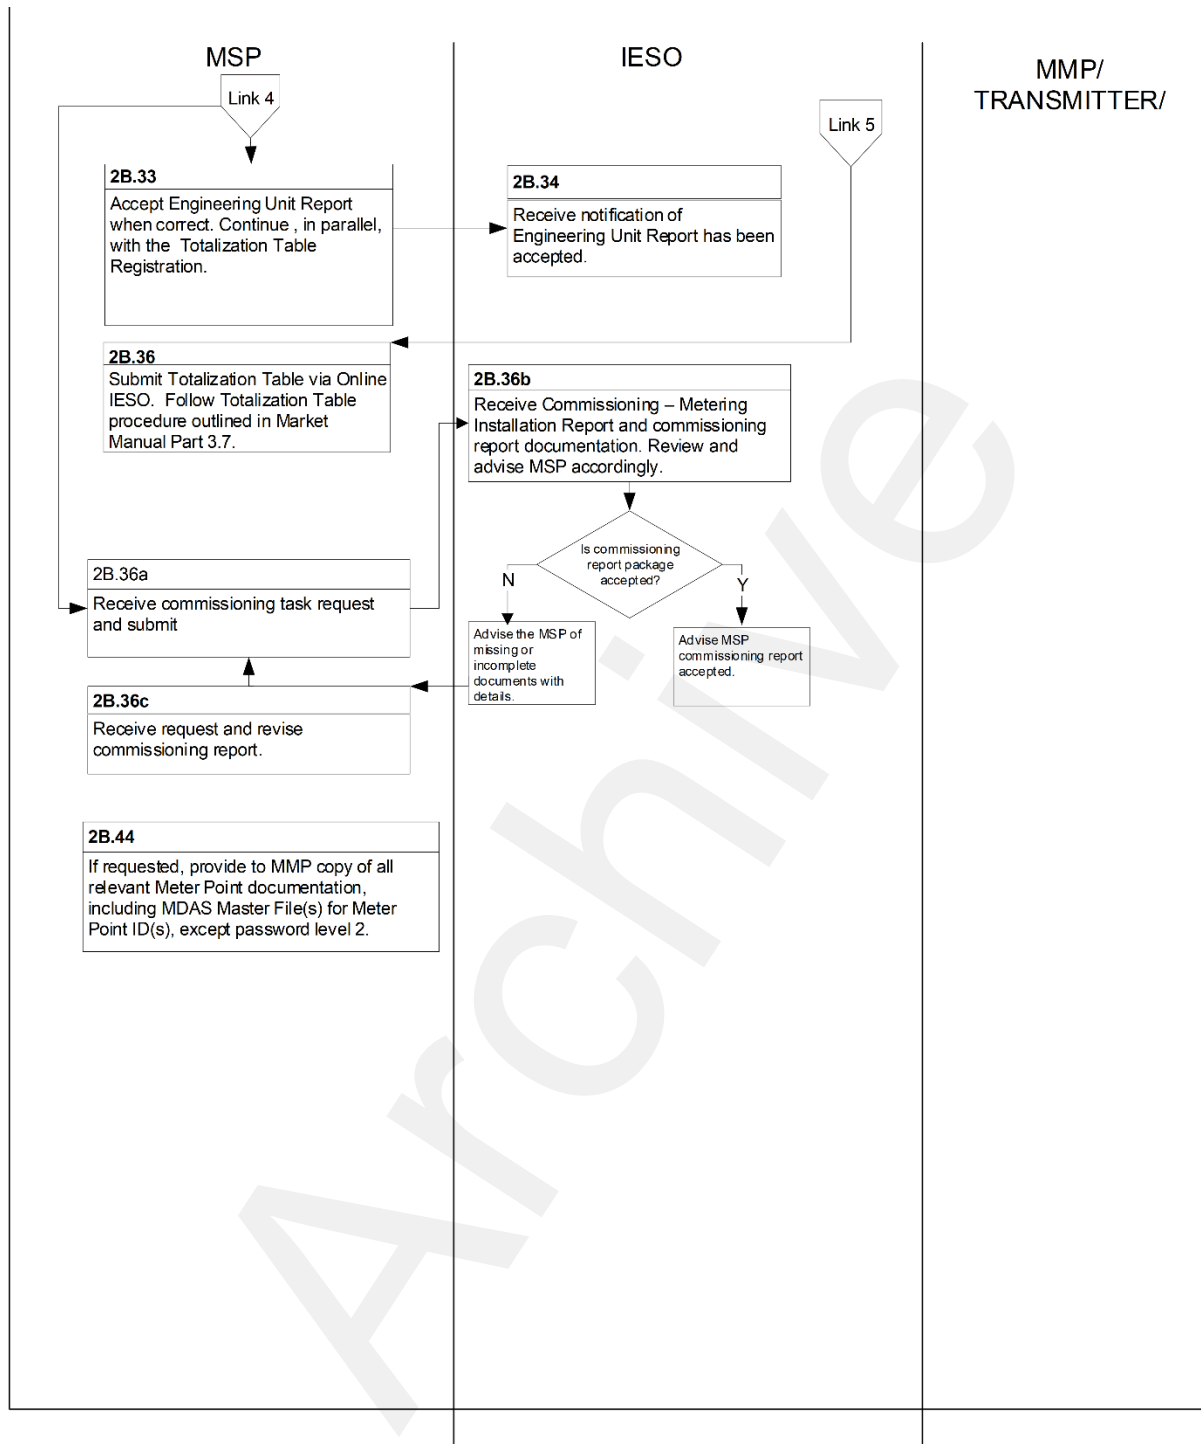 MSP
IESO
MMP/
TRANSMITTER/
Link 4
Link 5
2B.33
Accept Engineering Unit Report
when correct. Continue , in parallel,
with the Totalization Table
Registration.
2B.34
Receive notification of
Engineering Unit Report has been
accepted.
2B.36
Submit Totalization Table via Online
IESO. Follow Totalization Table
procedure outlined in Market
Manual Part 3.7.
2B.36b
Receive Commissioning – Metering
Installation Report and commissioning
report documentation. Review and
advise MSP accordingly.
Is commissioning
report package
accepted?
N
Y
2B.36a
Receive commissioning task request
and submit
Advise the MSP of
missing or
incomplete
documents with
details.
Advise MSP
commissioning report
accepted.
2B.36c
Receive request and revise
commissioning report.
2B.44
If requested, provide to MMP copy of all
relevant Meter Point documentation,
including MDAS Master File(s) for Meter
Point ID(s), except password level 2.
Archive